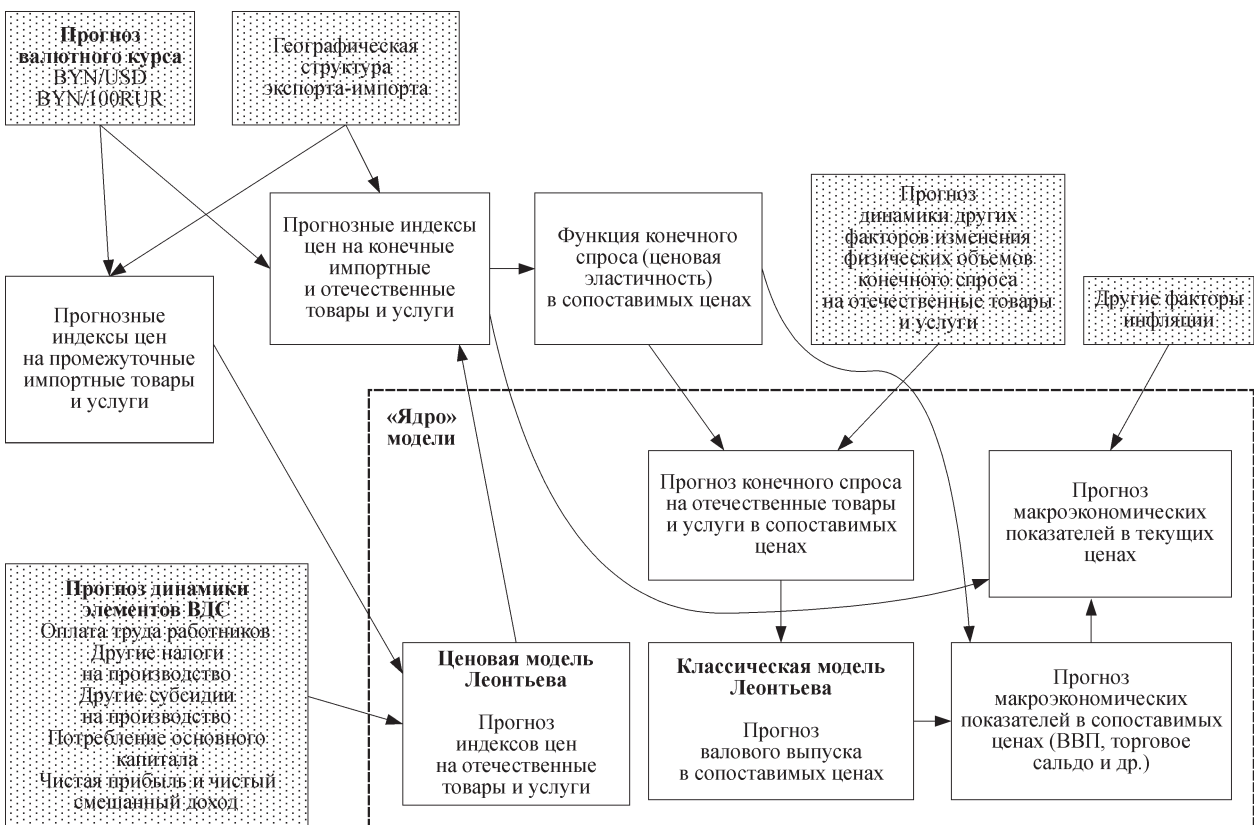 Прогноз
валютного курса
BYN/USD
BYN/100RUR
Географическая
структура
экспорта-импорта
Прогнозные индексы
цен на конечные
импортные
и отечественные
товары и услуги
Функция конечного
спроса (ценовая
эластичность)
в сопоставимых ценах
Прогноз
динамики других
факторов изменения
физических объемов
конечного спроса
на отечественные товары
и услуги
Другие факторы
инфляции
Прогнозные
индексы цен
на промежуточные
импортные товары
и услуги
«Ядро»
модели
Прогноз конечного спроса
на отечественные товары
и услуги в сопоставимых
ценах
Прогноз
макроэкономических
показателей в текущих
ценах
Прогноз динамики
элементов ВДС
Оплата труда работников
Другие налоги
на производство
Другие субсидии
на производство
Потребление основного
капитала
Чистая прибыль и чистый
смешанный доход
Ценовая модель
Леонтьева
Прогноз
индексов цен
на отечественные
товары и услуги
Классическая модель
Леонтьева
Прогноз
валового выпуска
в сопоставимых ценах
Прогноз
макроэкономических
показателей в сопоставимых
ценах (ВВП, торговое
сальдо и др.)